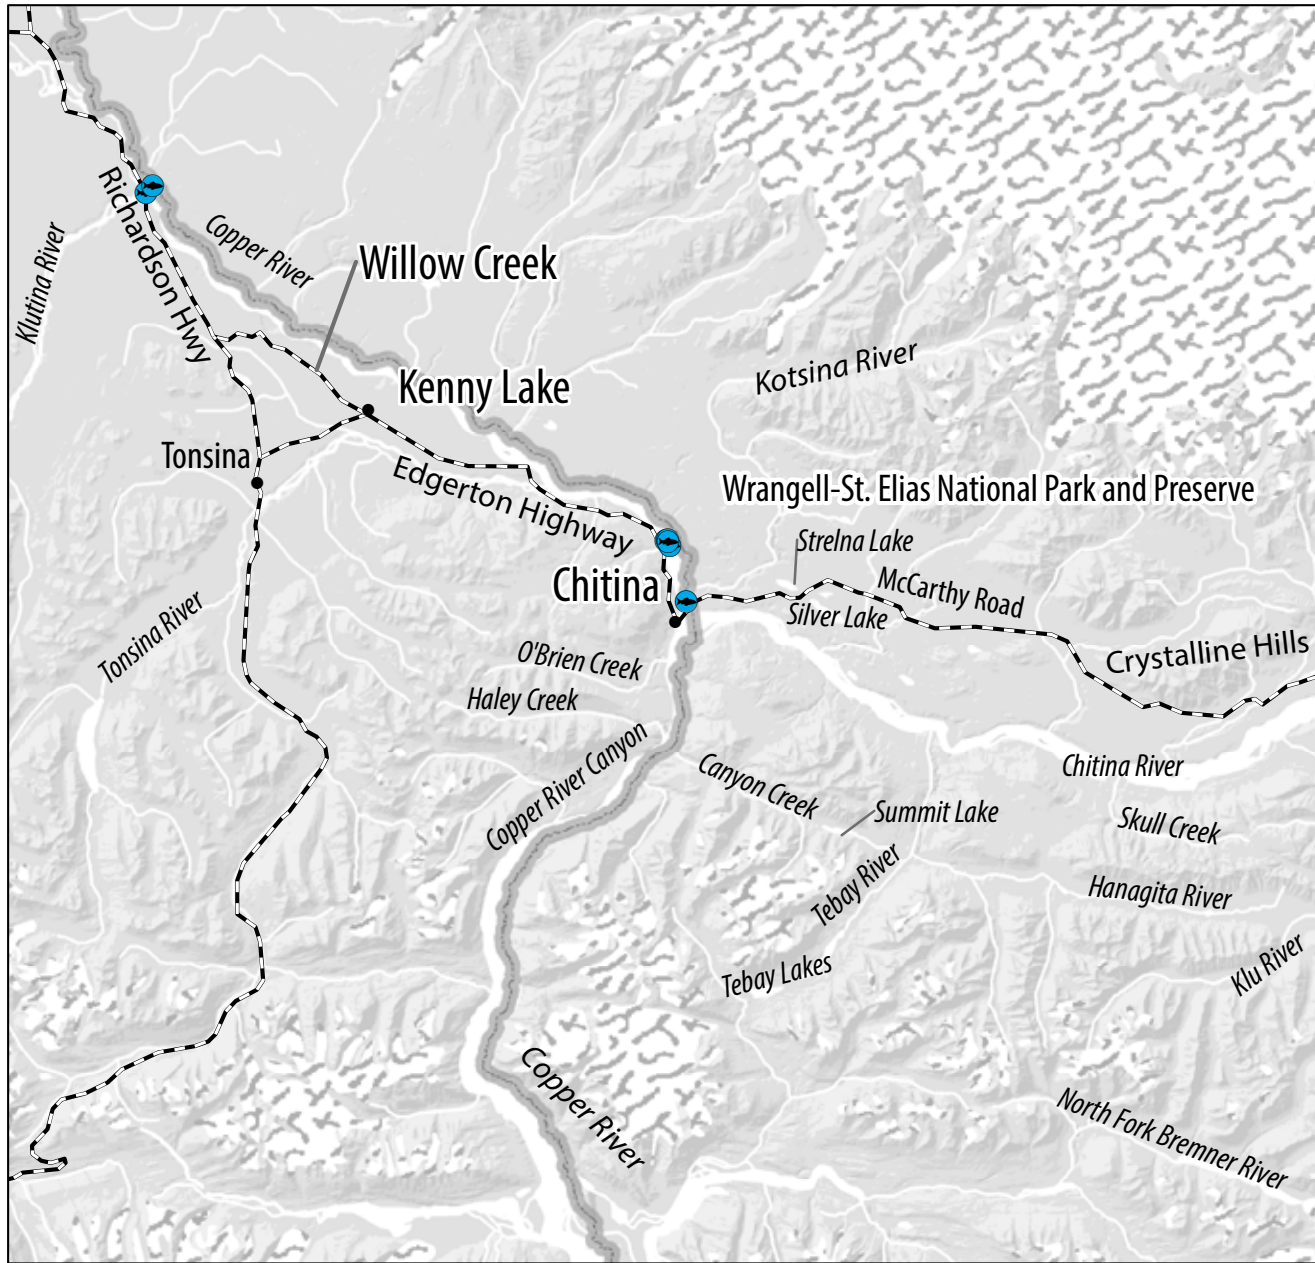 Richardson Hwy
Klutina River
Copper River
Willow Creek
Kotsina River
Kenny Lake
Tonsina
Edgerton Highway
Wrangell-St. Elias National Park and Preserve
Strelna Lake
Chitina
McCarthy Road
Silver Lake
Tonsina River
O'Brien Creek
Crystalline Hills
Haley Creek
Copper River Canyon
Canyon Creek
Chitina River
Summit Lake
Skull Creek
Tebay River
Hanagita River
Tebay Lakes
Klu River
Copper River
North Fork Bremner River